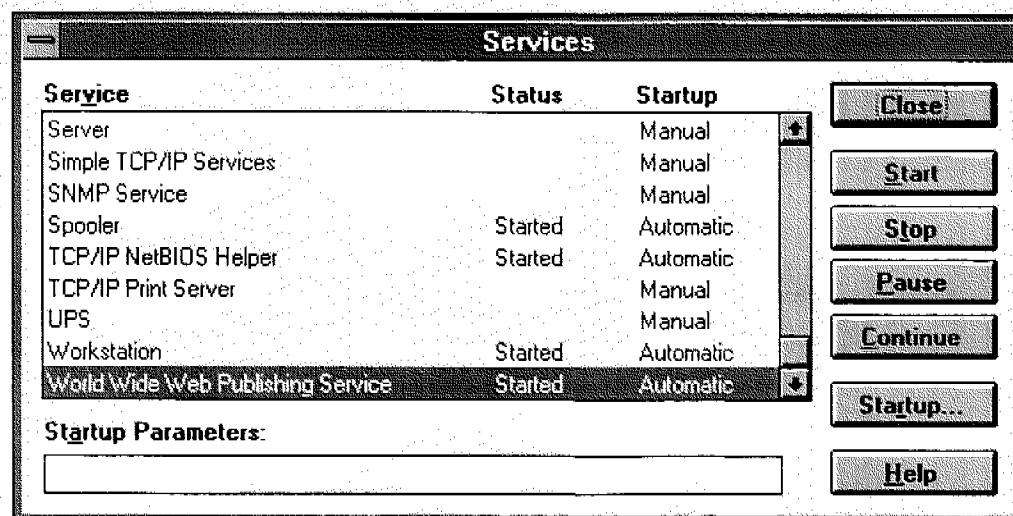 Services
Service Status Startup
Server Manual
Simple TCP/IP Services Manual
SNMP Service Manual
Spooler Started Automatic
TCP/IP NetBIOS Helper Started Automatic
TCP/IP Print Server Manual
UPS Manual
Workstation Started Automatic
World Wide Web Publishing Service Started Automatic
Startup Parameters:
Close
Start
Stop
Pause
Continue
Startup...
Help